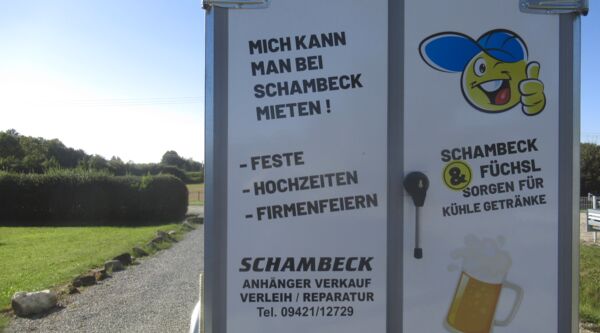 MICH KANN
MAN BEI
SCHAMBECK
MIETEN !
- FESTE
- HOCHZEITEN
- FIRMENFEIERN
SCHAMBECK
ANHÄNGER VERKAUF
VERLEIH / REPARATUR
Tel. 09421/12729
SCHAMBECK
& FÜCHSL
SORGEN FÜR
KÜHLE GETRÄNKE